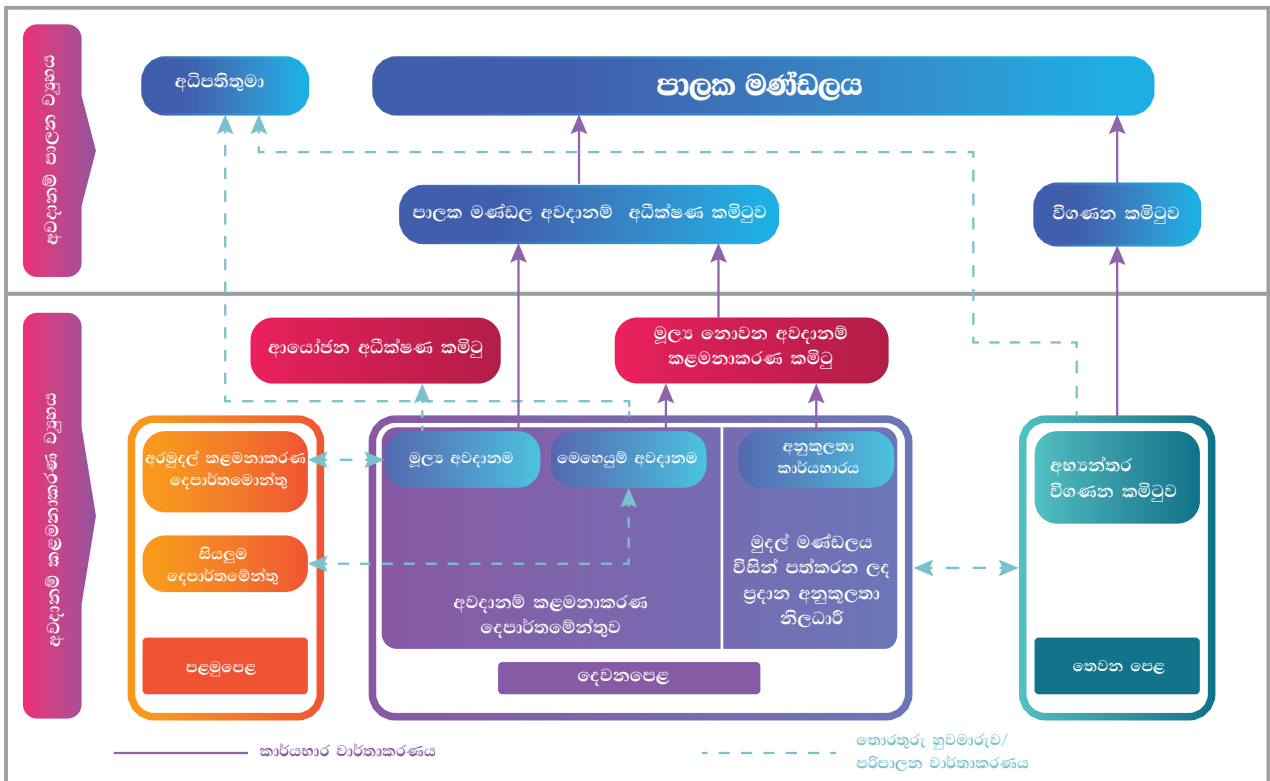 අවදානම් පාලන ව්‍යුහය
අධිපතිතුමා
පාලක මණ්ඩලය
පාලක මණ්ඩල අවදානම් අධීක්ෂණ කමිටුව
විගණන කමිටුව
අවදානම් කළමනාකරණ ව්‍යුහය
ආයෝජන අධීක්ෂණ කමිටු
මූල්‍ය නොවන අවදානම්
කළමනාකරණ කමිටු
අරමුදල් කළමනාකරණ
දෙපාර්තමොන්තු
මූල්‍ය අවදානම
මෙහෙයුම් අවදානම
අනුකූලතා
කාර්යභාරය
අභ්‍යන්තර
විගණන කමිටුව
සියලුම
දෙපාර්තමේන්තු
අවදානම් කළමනාකරණ
දෙපාර්තමේන්තුව
මුදල් මණ්ඩලය
විසින් පත්කරන ලද
ප්‍රදාන අනුකූලතා
නිලධාරී
පළමුපෙළ
දෙවනපෙළ
තෙවන පෙළ
කාර්යභාර වාර්තාකරණය
තොරතුරු හුවමාරුව/
පරිපාලන වාර්තාකරණය